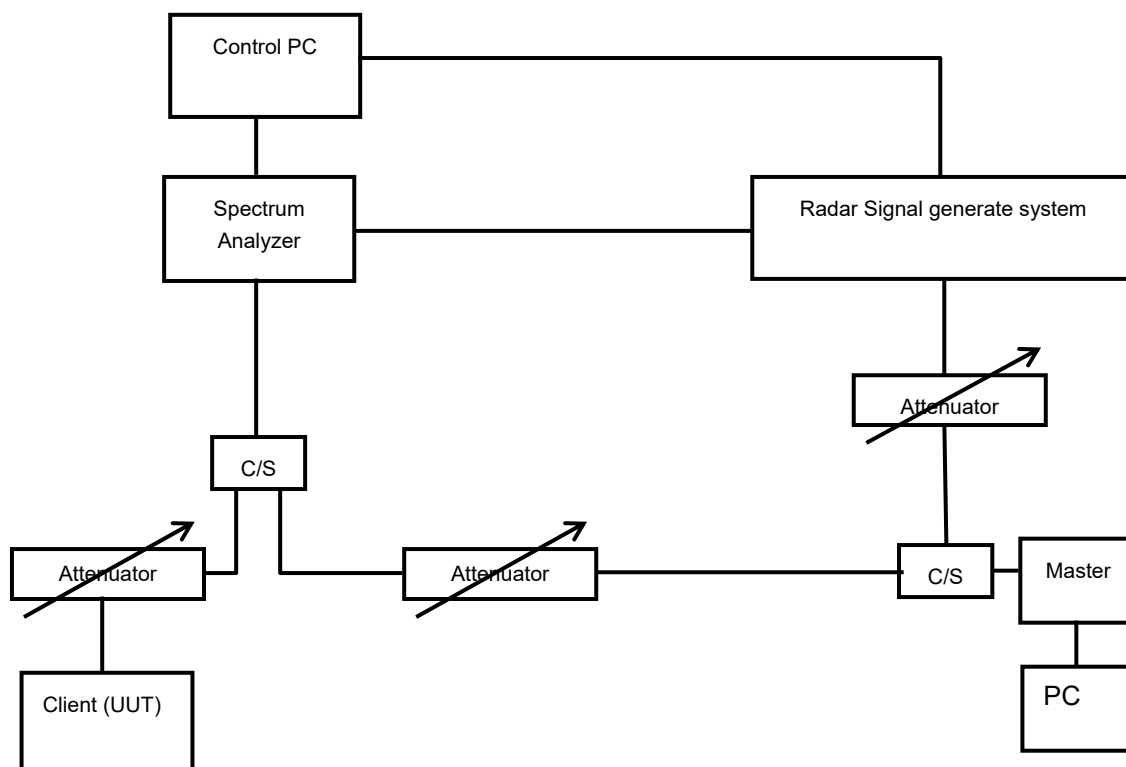 Control PC
Spectrum
Analyzer
Radar Signal generate system
Attenuator
C/S
Attenuator
Attenuator
C/S
Master
Client (UUT)
PC